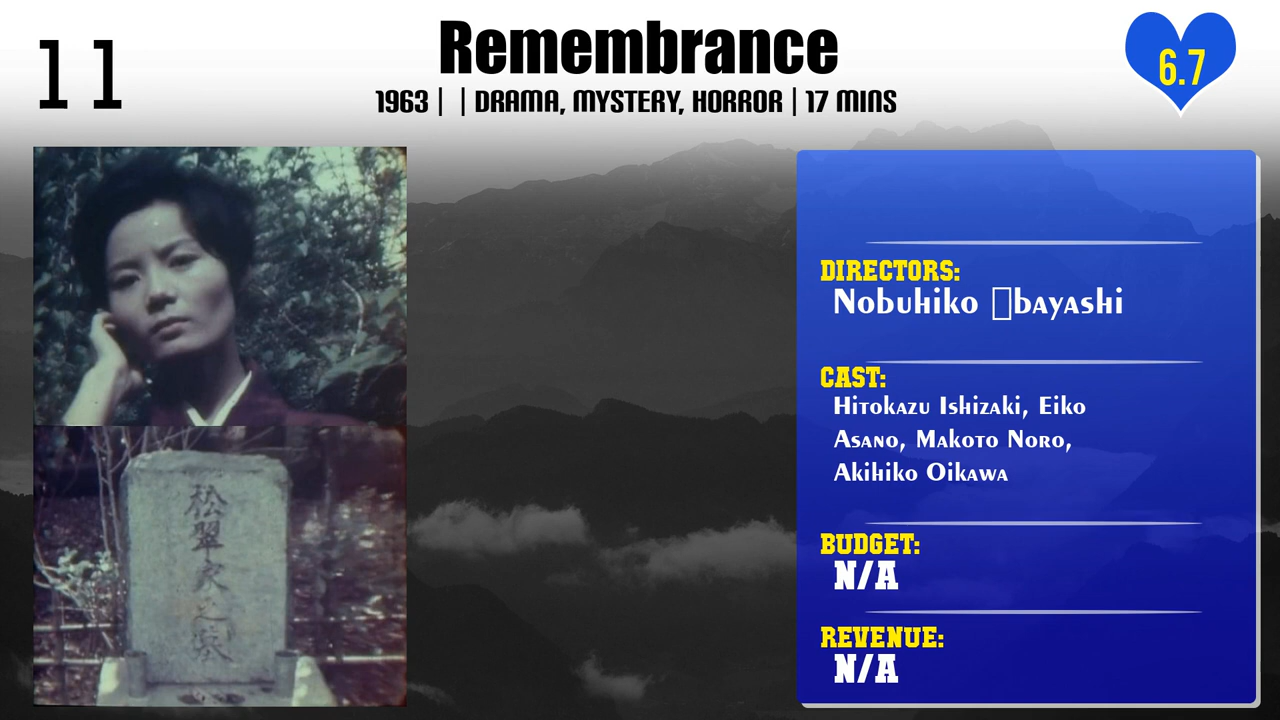 11
Remembrance
1963 | | DRAMA, MYSTERY, HORROR | 17 MINS
6.7
DIRECTORS:
Nobuhiko □bayashi
CAST:
Hitokazu Ishizaki, Eiko
Asano, Makoto Noro,
Akihiko Oikawa
BUDGET:
N/A
REVENUE:
N/A